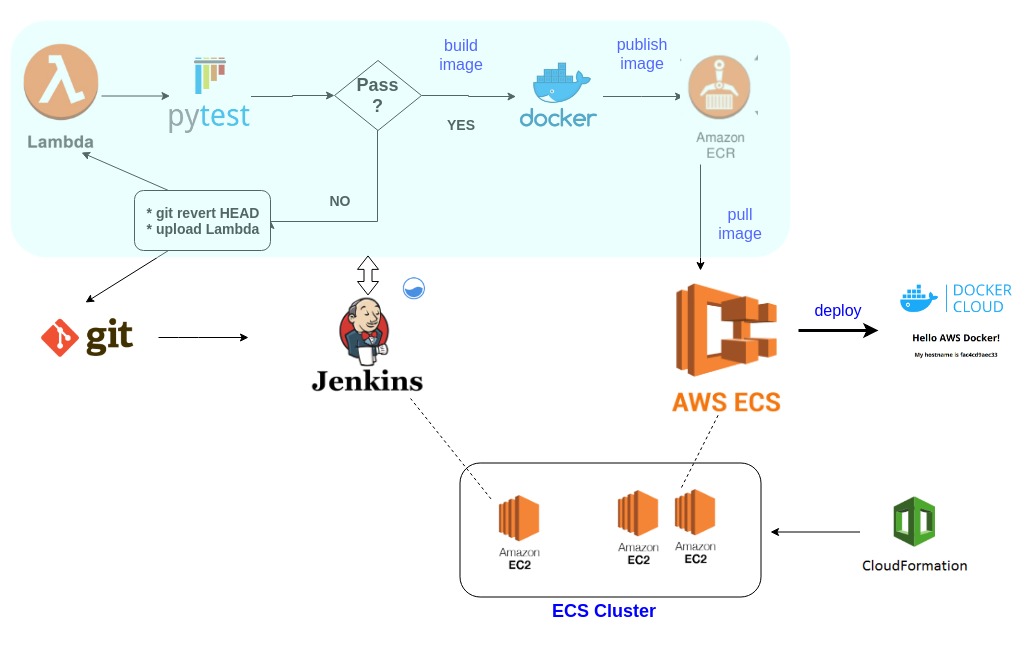 Lambda
pytest
Pass
?
YES
NO
build
image
docker
publish
image
Amazon
ECR
* git revert HEAD
* upload Lambda
pull
image
git
Jenkins
AWS ECS
deploy
DOCKER
CLOUD
Hello AWS Docker!
My hostname is fac4cd9aec33
Amazon
EC2
Amazon
EC2
Amazon
EC2
CloudFormation
ECS Cluster